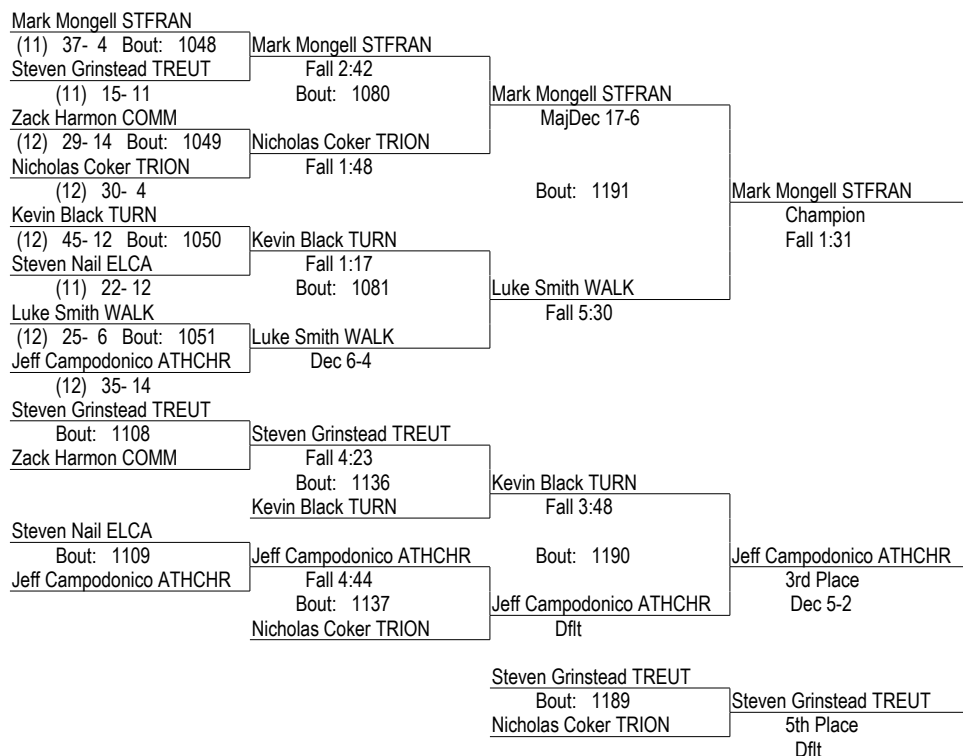 Mark Mongell STFRAN
(11) 37- 4 Bout: 1048 Mark Mongell STFRAN
Steven Grinstead TREUT Fall 2:42
(11) 15- 11 Bout: 1080 Mark Mongell STFRAN
Zack Harmon COMM MajDec 17-6
(12) 29- 14 Bout: 1049 Nicholas Coker TRION
Nicholas Coker TRION Fall 1:48
(12) 30- 4 Bout: 1191 Mark Mongell STFRAN
Kevin Black TURN Champion
(12) 45- 12 Bout: 1050 Kevin Black TURN Fall 1:31
Steven Nail ELCA Fall 1:17
(11) 22- 12 Bout: 1081 Luke Smith WALK
Luke Smith WALK Fall 5:30
(12) 25- 6 Bout: 1051 Luke Smith WALK
Jeff Campodonico ATHCHR Dec 6-4
(12) 35- 14
Steven Grinstead TREUT
Bout: 1108 Steven Grinstead TREUT
Zack Harmon COMM Fall 4:23
Bout: 1136 Kevin Black TURN
Kevin Black TURN Fall 3:48
Steven Nail ELCA
Bout: 1109 Jeff Campodonico ATHCHR Bout: 1190 Jeff Campodonico ATHCHR
Jeff Campodonico ATHCHR Fall 4:44 3rd Place
Bout: 1137 Jeff Campodonico ATHCHR Dec 5-2
Nicholas Coker TRION Dflt
Steven Grinstead TREUT
Bout: 1189 Steven Grinstead TREUT
Nicholas Coker TRION 5th Place
Dflt